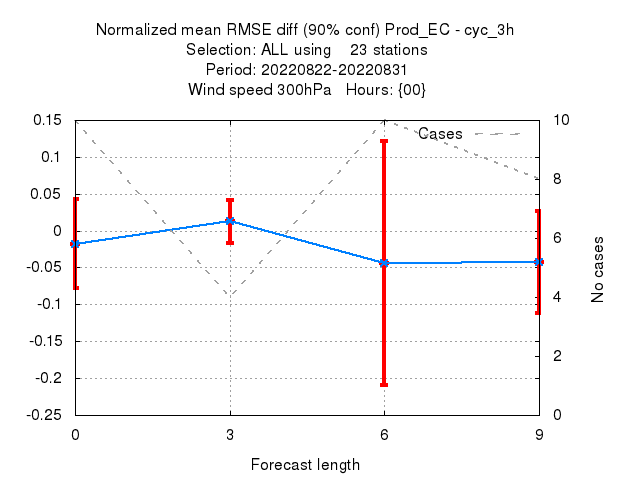 Normalized mean RMSE diff (90% conf) Prod_EC - cyc_3h
Selection: ALL using    23 stations
Period: 20220822-20220831
Wind speed 300hPa   Hours: {00}
Cases
0.15
0.1
0.05
0
-0.05
-0.1
-0.15
-0.2
-0.25
10
8
6
4
2
0
No cases
0 3 6 9
Forecast length